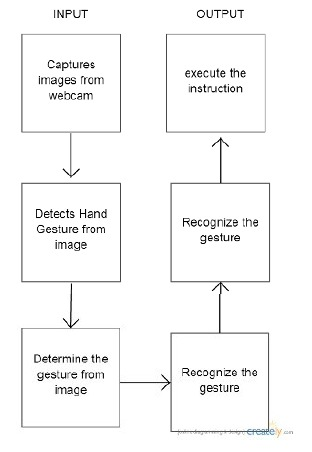 INPUT
OUTPUT
Captures
images from
webcam
execute the
instruction
Detects Hand
Gesture from
image
Recognize the
gesture
Determine the
gesture from
image
Recognize the
gesture
creately.com